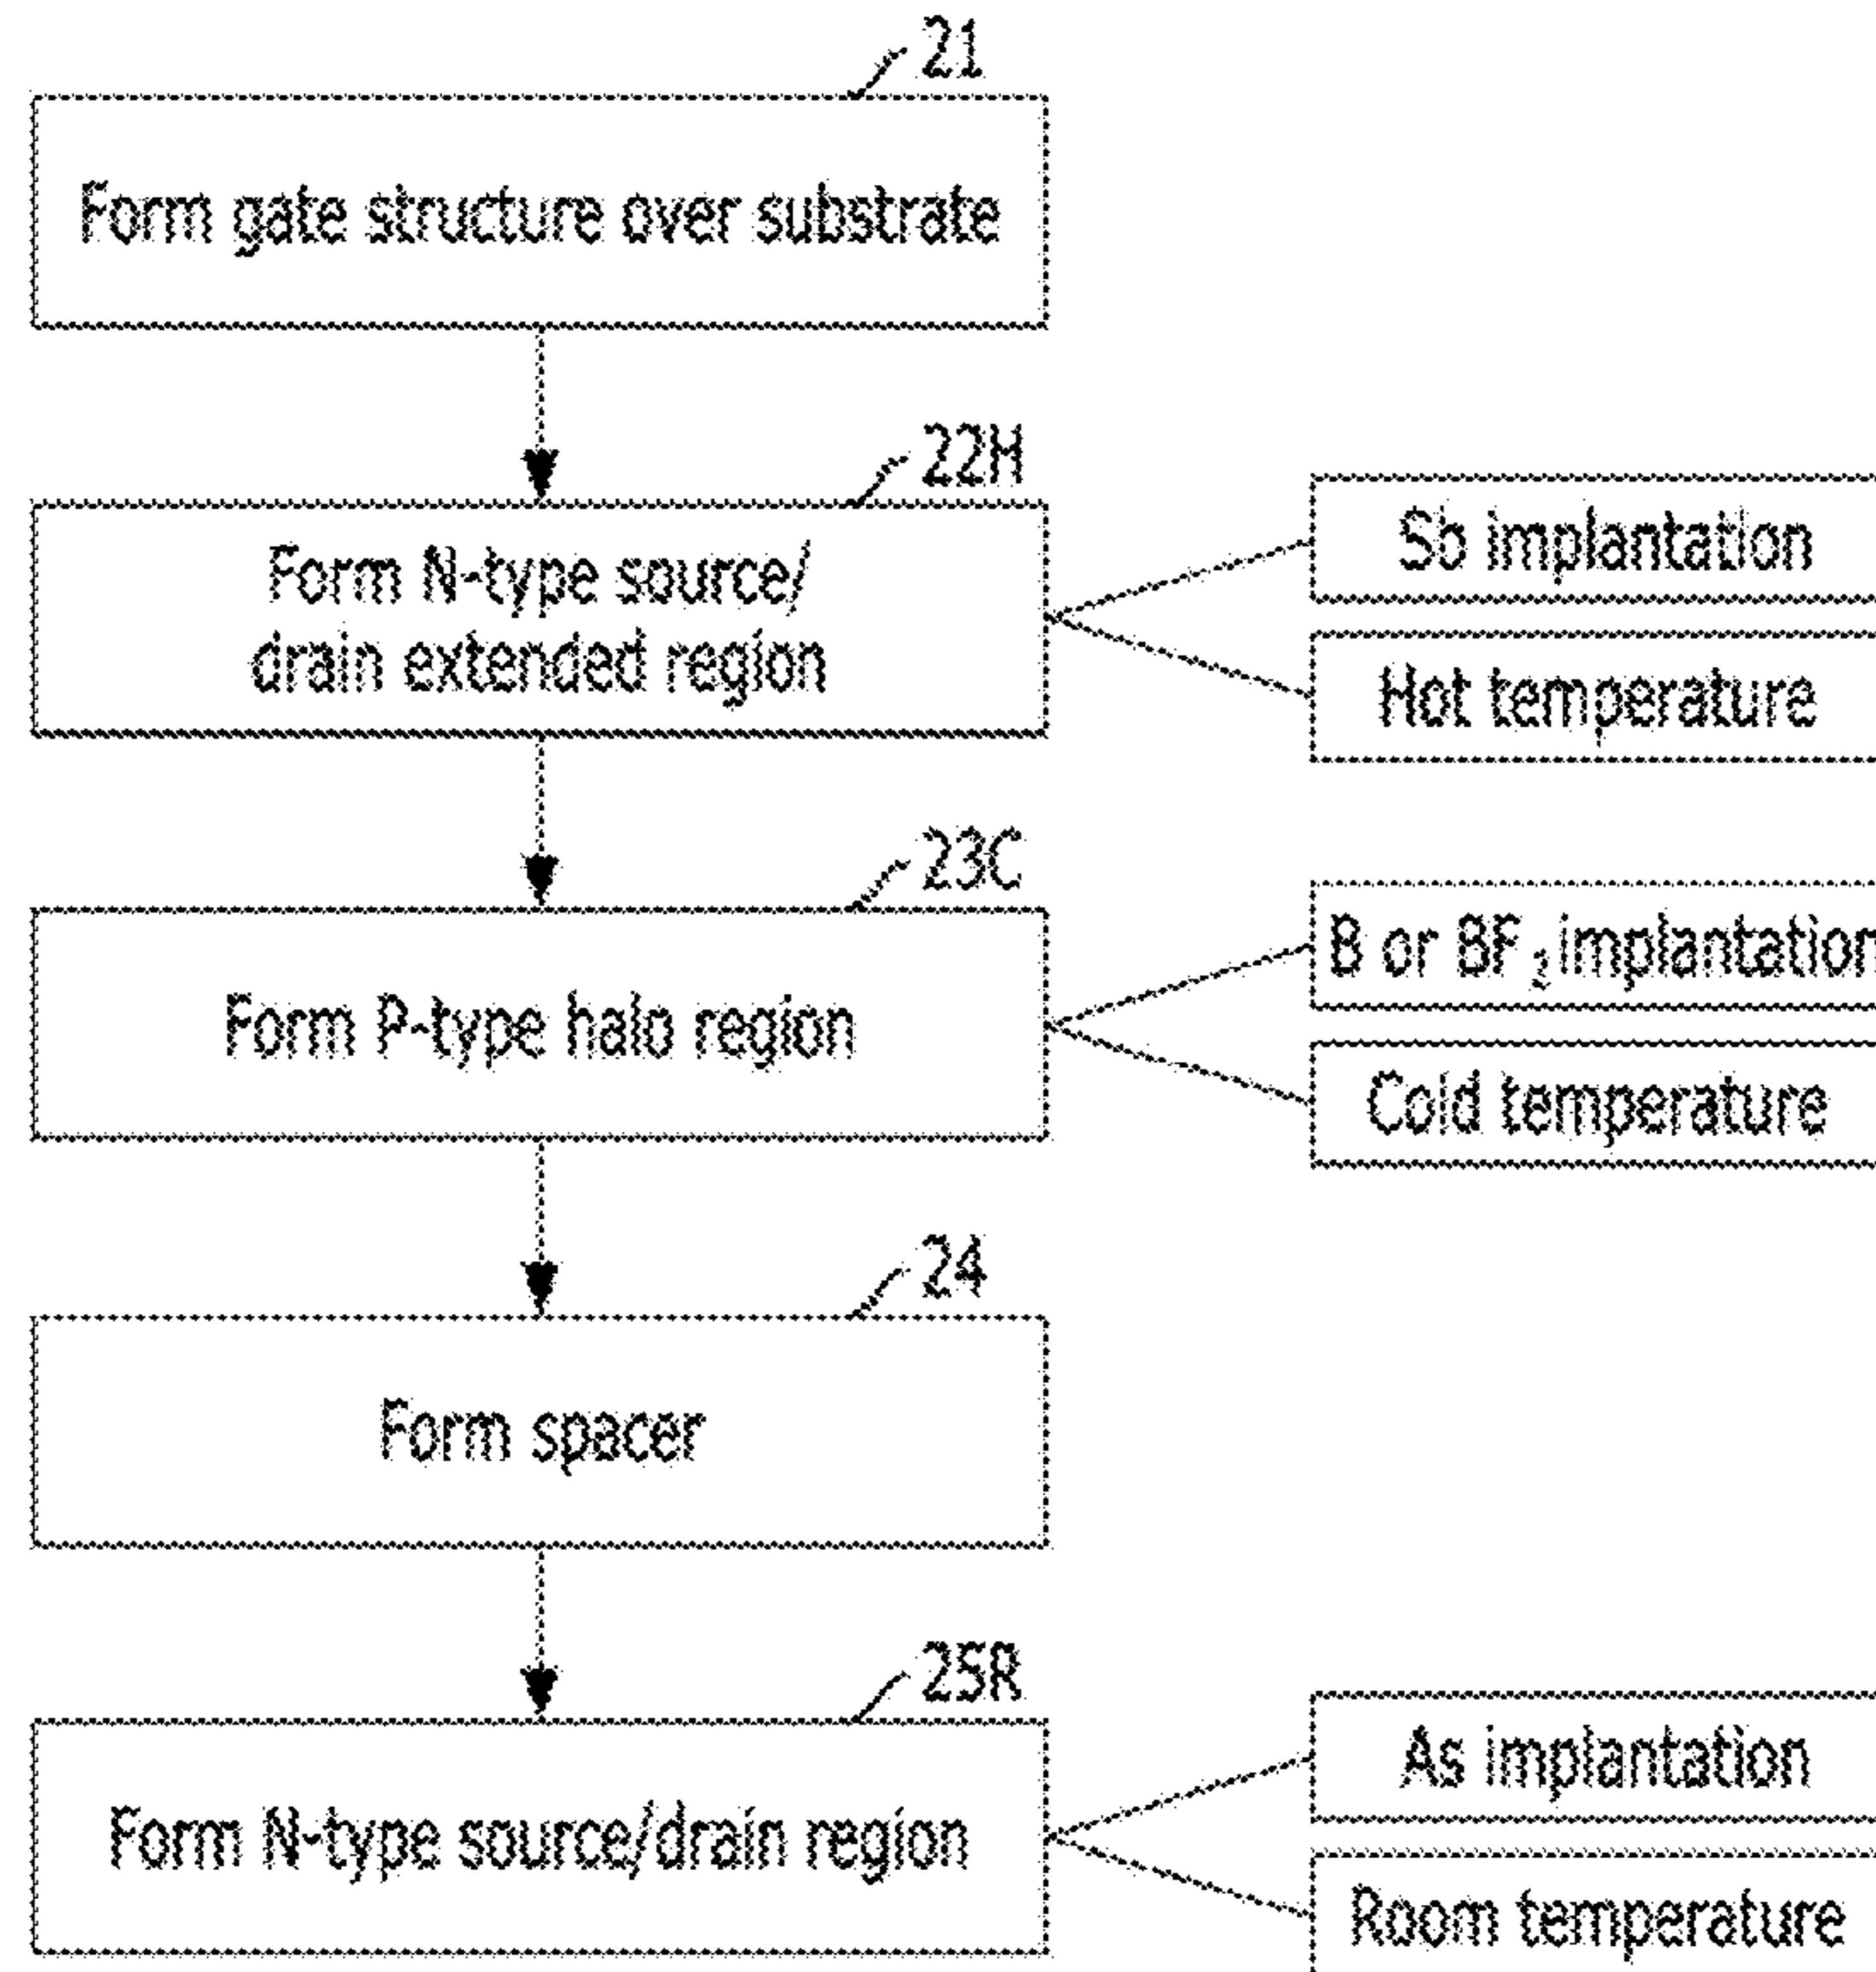 21
Form gate structure over substrate
22H
Form N-type source/
drain extended region
Sb implantation
Hot temperature
23C
Form P-type halo region
B or BF2 implantation
Cold temperature
24
Form spacer
25R
Form N-type source/drain region
As implantation
Room temperature